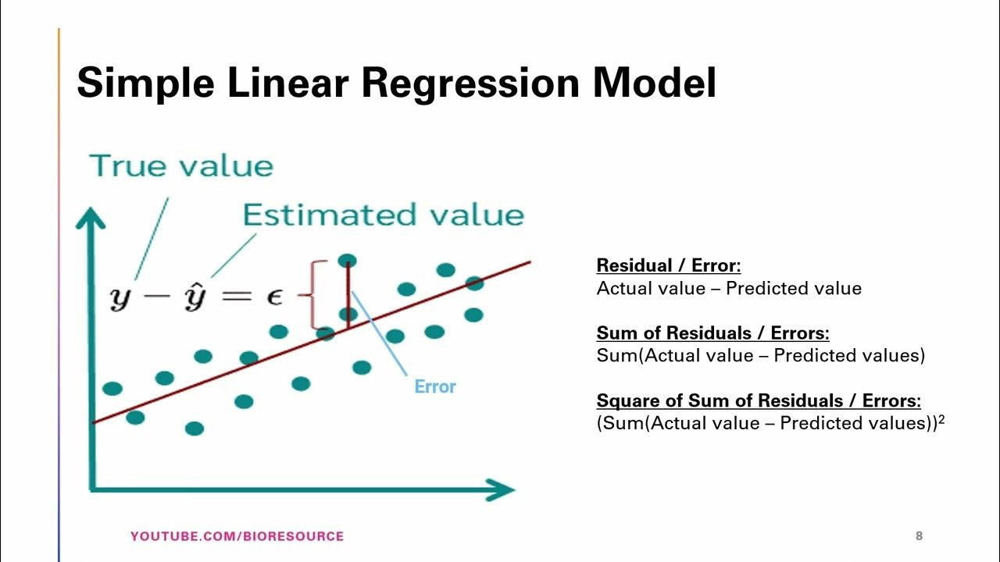 Simple Linear Regression Model
True value
Estimated value
y − ŷ = ϵ
Error
Residual / Error:
Actual value – Predicted value
Sum of Residuals / Errors:
Sum(Actual value – Predicted values)
Square of Sum of Residuals / Errors:
(Sum(Actual value – Predicted values))²
YOUTUBE.COM/BIORESOURCE
8